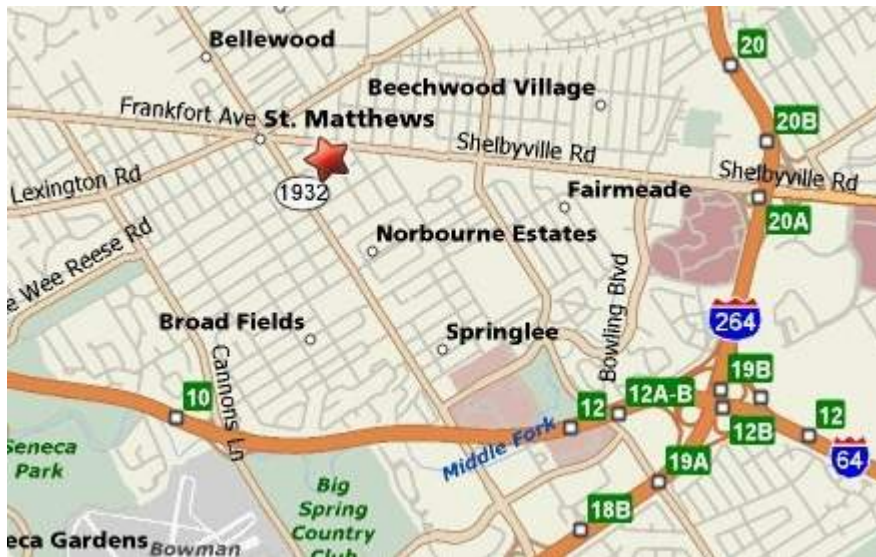 20
Bellewood
Beechwood Village
Frankfort Ave
St. Matthews
20B
Shelbyville Rd
Lexington Rd
1932
Fairmeade
Shelbyville Rd
20A
Norbourne Estates
e Wee Reese Rd
264
Bowling Blvd
Broad Fields
Springlee
Cannons Ln
10
12
12A-B
19B
12
12B
Middle Fork
64
Seneca
Park
19A
Big
Spring
Country
Club
18B
eca Gardens
Bowman